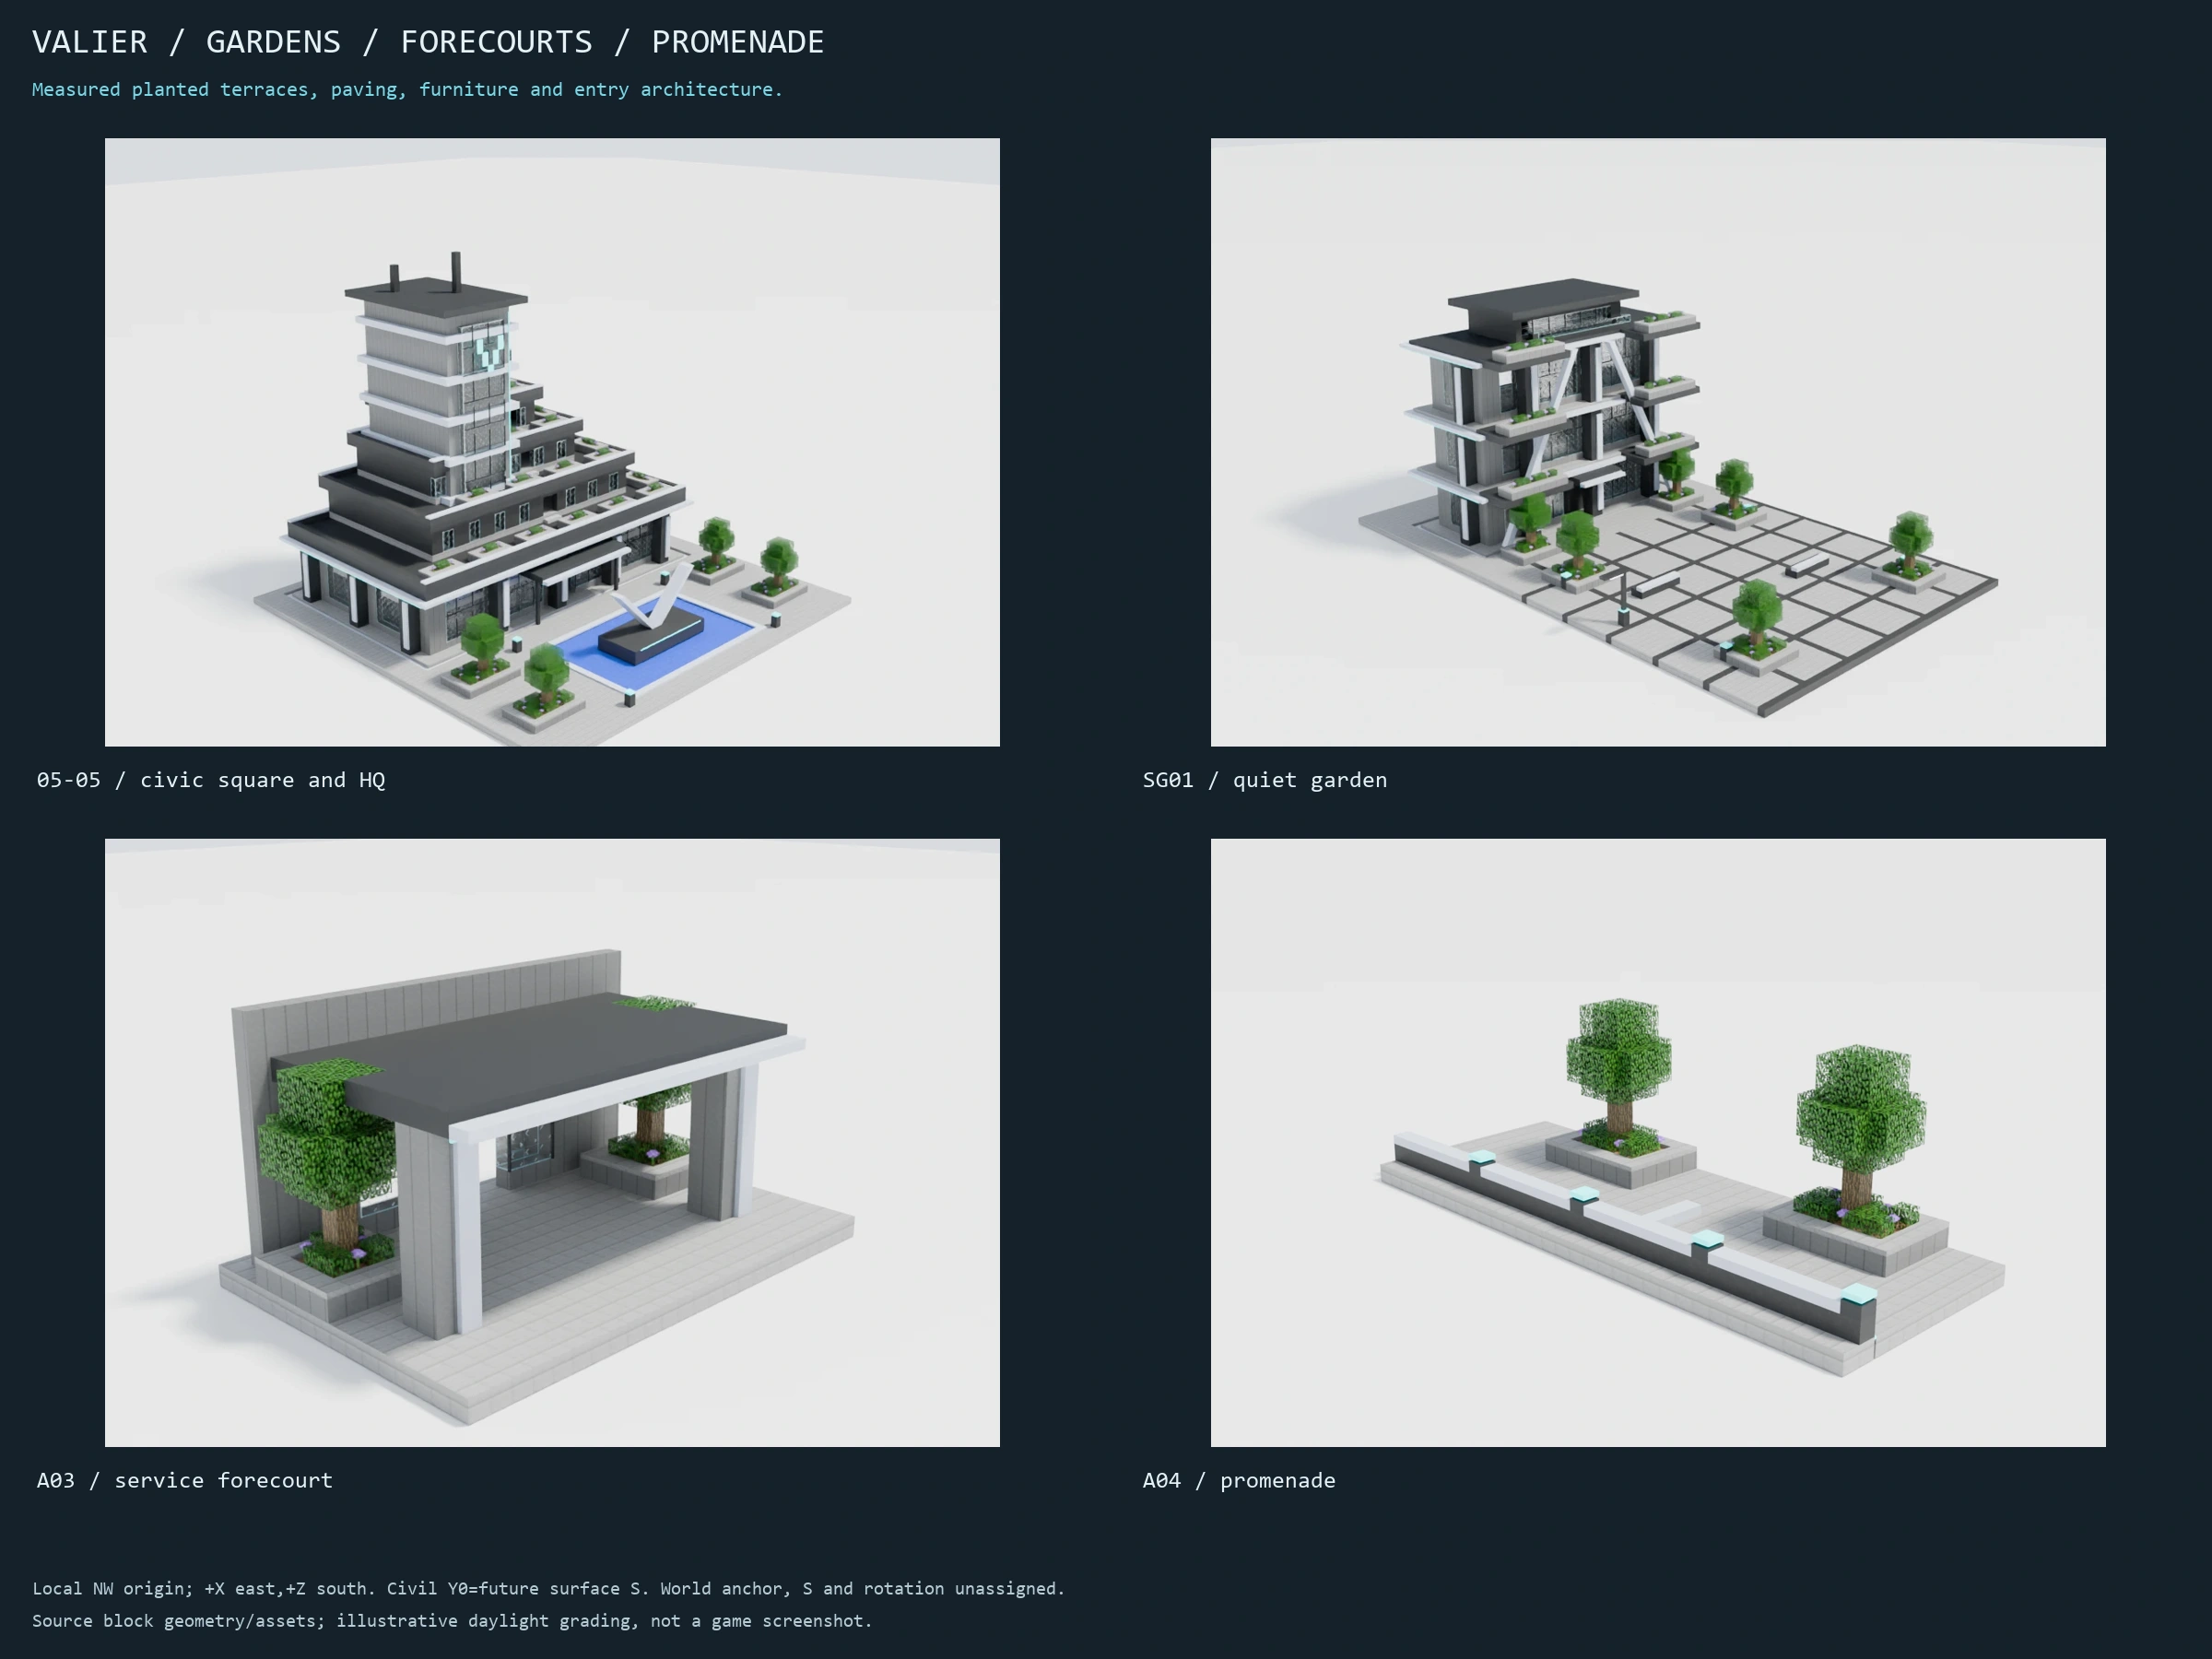 VALIER / GARDENS / FORECOURTS / PROMENADE
Measured planted terraces, paving, furniture and entry architecture.
05-05 / civic square and HQ
SG01 / quiet garden
A03 / service forecourt
A04 / promenade
Local NW origin; +X east,+Z south. Civil Y0=future surface S. World anchor, S and rotation unassigned.
Source block geometry/assets; illustrative daylight grading, not a game screenshot.